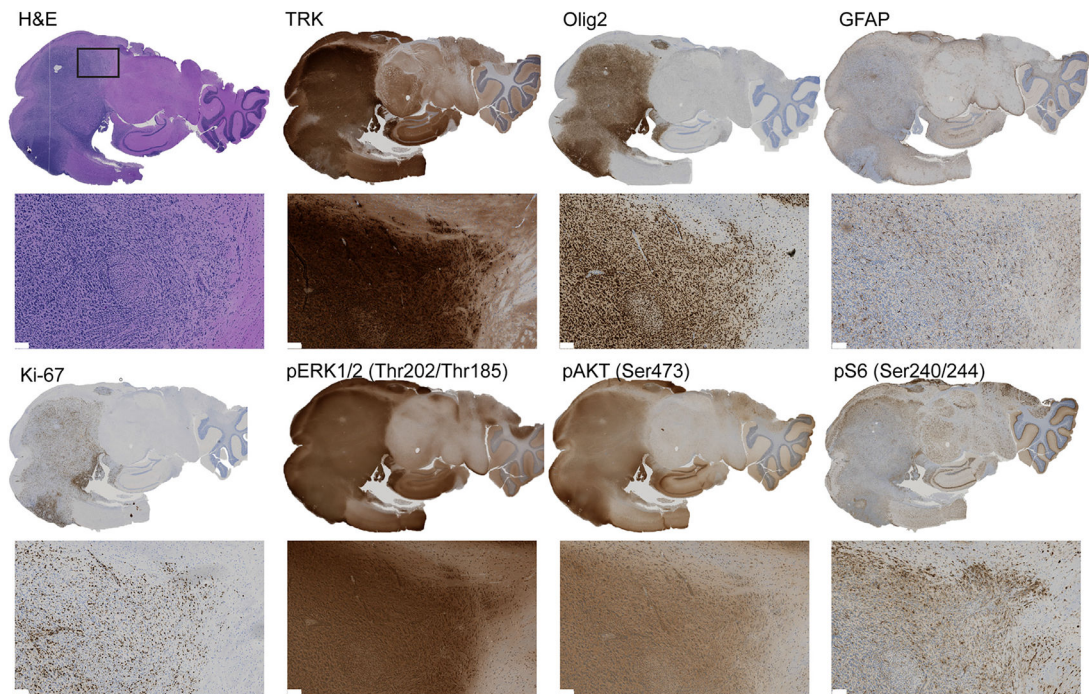 H&E
TRK
Olig2
GFAP
Ki-67
pERK1/2 (Thr202/Thr185)
pAKT (Ser473)
pS6 (Ser240/244)